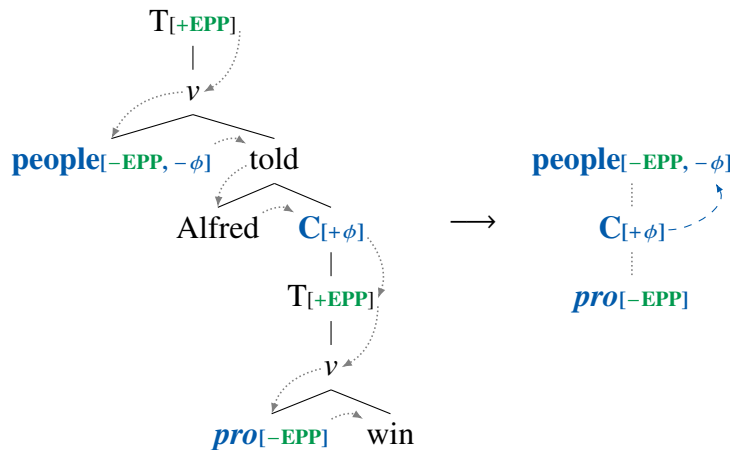 T[+EPP]
v
people[−EPP, −ϕ] told
Alfred C[+ϕ]
T[+EPP]
v
pro[−EPP] win
⟶
people[−EPP, −ϕ]
C[+ϕ]
pro[−EPP]